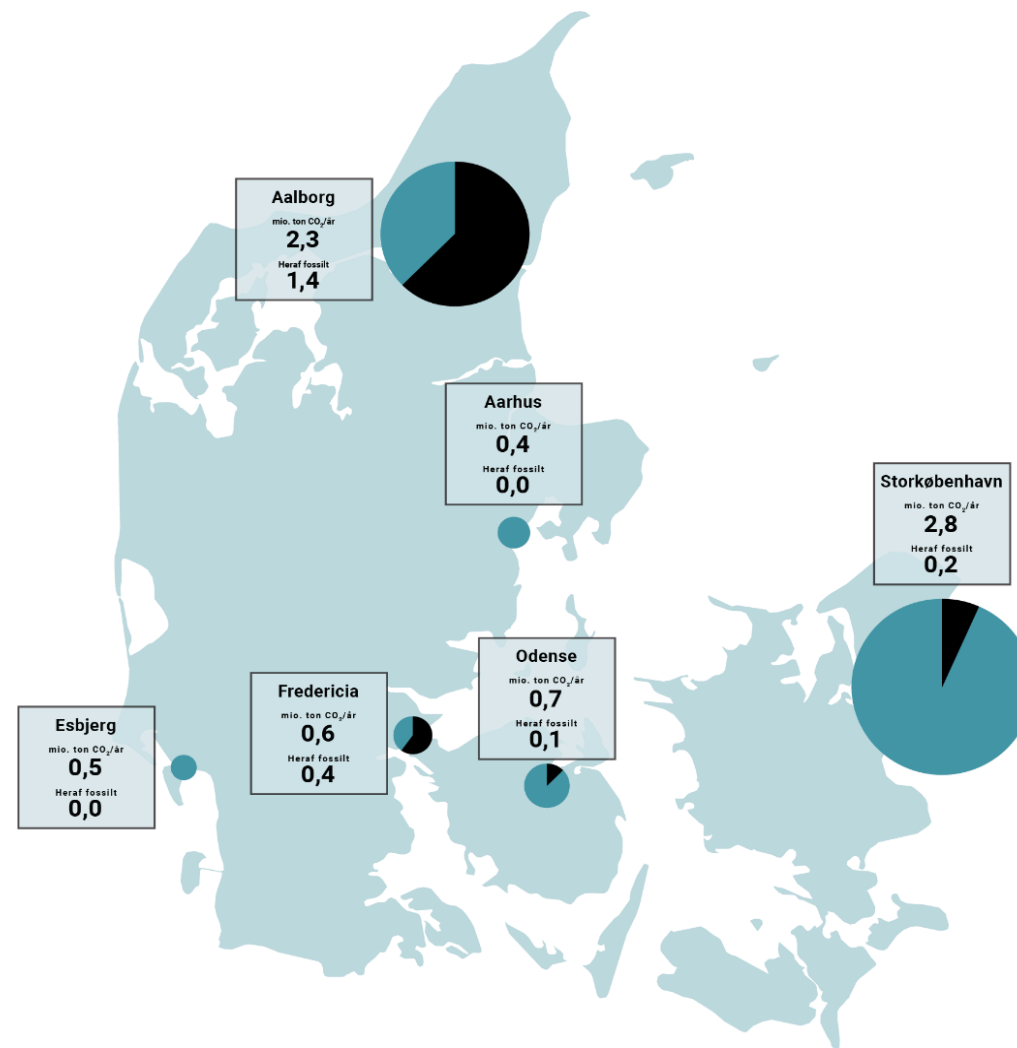 Aalborg
mio. ton CO₂/år
2,3
Heraf fossilt
1,4
Aarhus
mio. ton CO₂/år
0,4
Heraf fossilt
0,0
Storkøbenhavn
mio. ton CO₂/år
2,8
Heraf fossilt
0,2
Odense
mio. ton CO₂/år
0,7
Heraf fossilt
0,1
Fredericia
mio. ton CO₂/år
0,6
Heraf fossilt
0,4
Esbjerg
mio. ton CO₂/år
0,5
Heraf fossilt
0,0